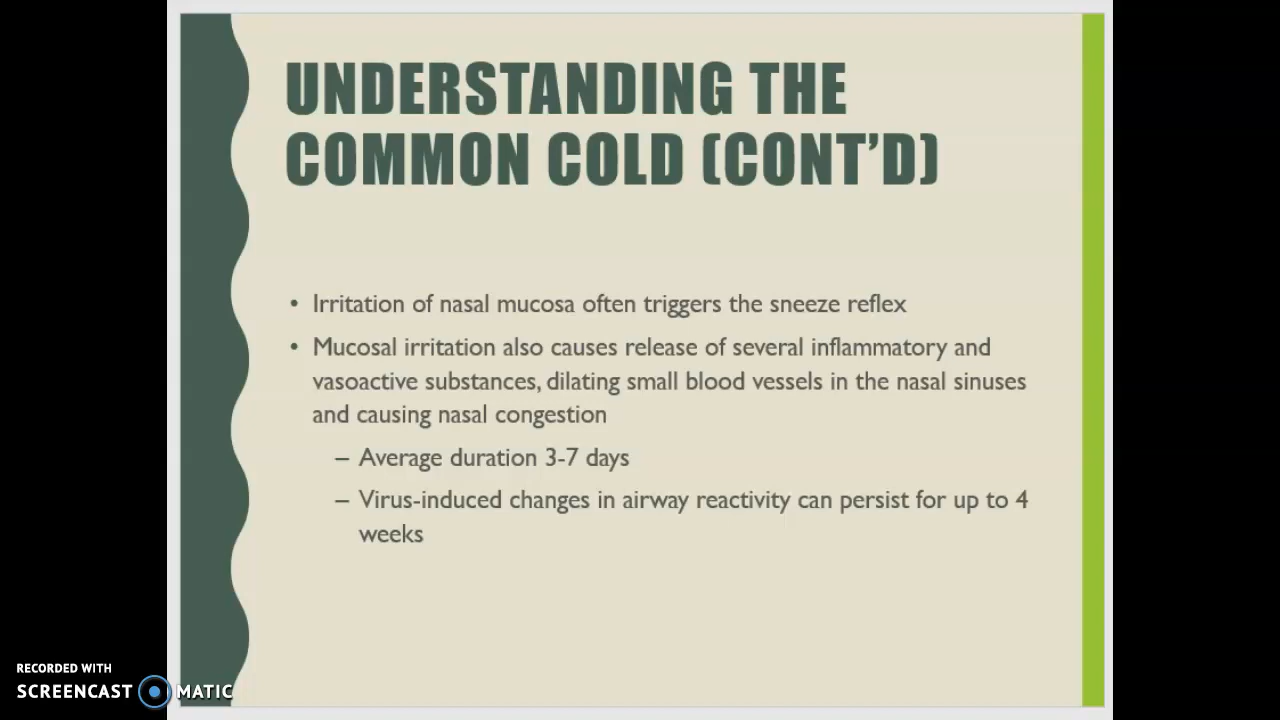 UNDERSTANDING THE
COMMON COLD (CONT’D)
• Irritation of nasal mucosa often triggers the sneeze reflex
• Mucosal irritation also causes release of several inflammatory and
vasoactive substances, dilating small blood vessels in the nasal sinuses
and causing nasal congestion
– Average duration 3-7 days
– Virus-induced changes in airway reactivity can persist for up to 4
weeks
RECORDED WITH
SCREENCAST MATIC